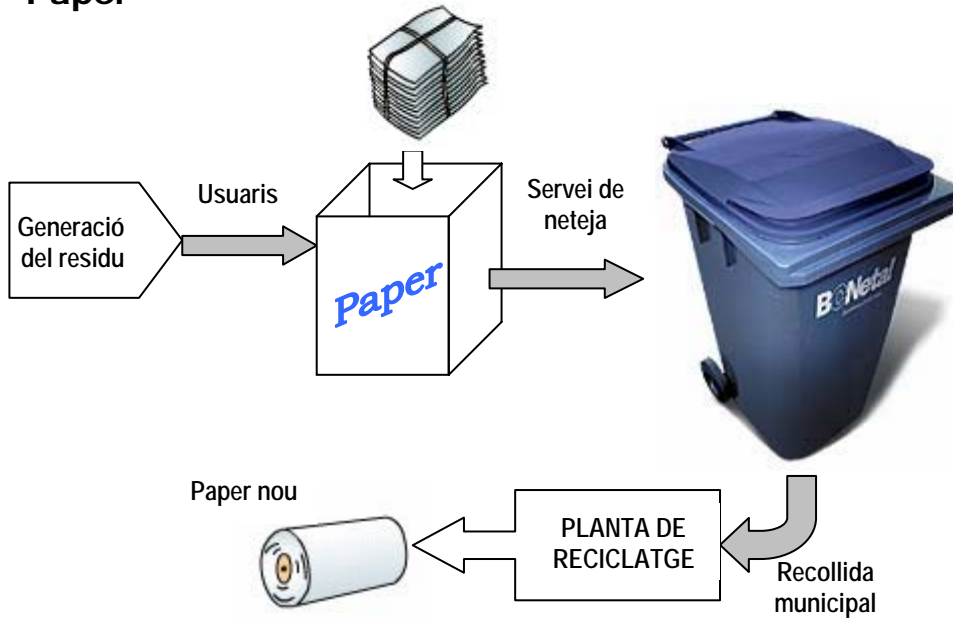 Paper
Usuaris
Servei de
neteja
Generació
del residu
Paper
BCNeta!
Paper nou
PLANTA DE
RECICLATGE
Recollida
municipal